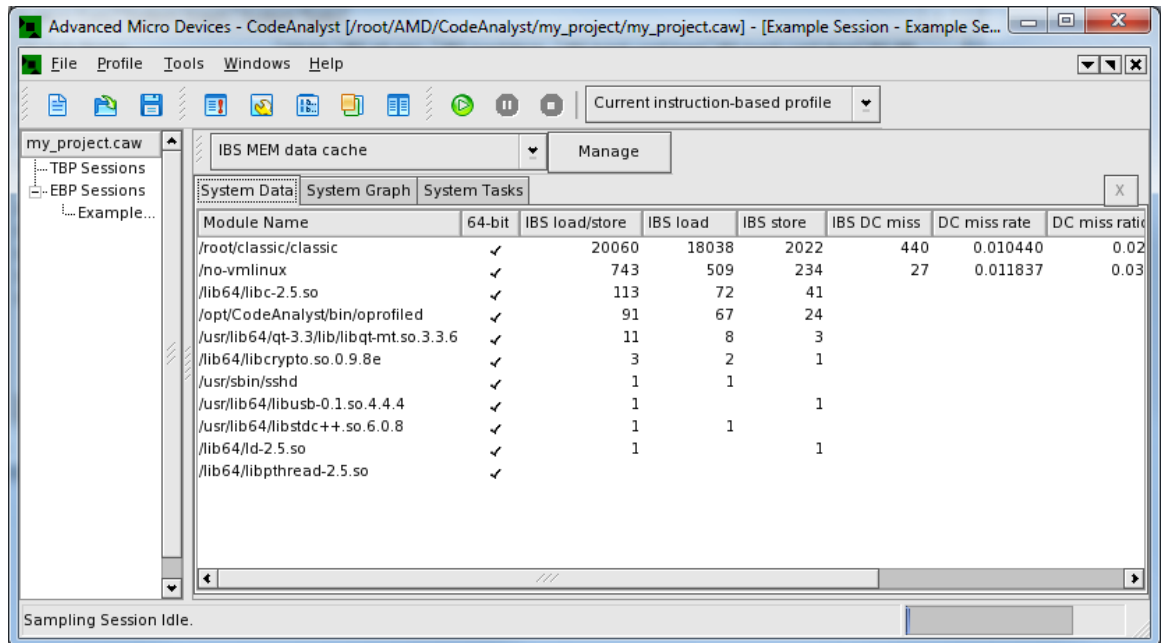 Advanced Micro Devices - CodeAnalyst [/root/AMD/CodeAnalyst/my_project/my_project.caw] - [Example Session - Example Se...
File Profile Tools Windows Help
Current instruction-based profile
my_project.caw
TBP Sessions
EBP Sessions
Example...
IBS MEM data cache
Manage
System Data System Graph System Tasks X
Module Name 64-bit IBS load/store IBS load IBS store IBS DC miss DC miss rate DC miss ratio
/root/classic/classic ✓ 20060 18038 2022 440 0.010440 0.02
/no-vmlinux ✓ 743 509 234 27 0.011837 0.03
/lib64/libc-2.5.so ✓ 113 72 41
/opt/CodeAnalyst/bin/oprofiled ✓ 91 67 24
/usr/lib64/qt-3.3/lib/libqt-mt.so.3.3.6 ✓ 11 8 3
/lib64/libcrypto.so.0.9.8e ✓ 3 2 1
/usr/sbin/sshd ✓ 1 1
/usr/lib64/libusb-0.1.so.4.4.4 ✓ 1 1
/usr/lib64/libstdc++.so.6.0.8 ✓ 1 1
/lib64/ld-2.5.so ✓ 1 1
/lib64/libpthread-2.5.so ✓
Sampling Session Idle.